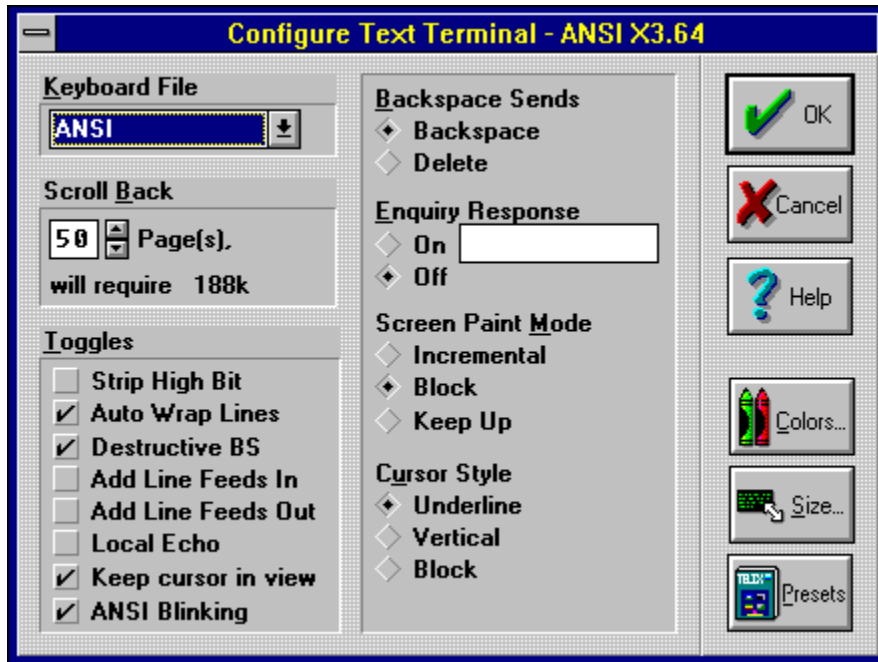 Configure Text Terminal - ANSI X3.64
Keyboard File
ANSI
Scroll Back
50 Page(s),
will require 188k
Toggles
Strip High Bit
Auto Wrap Lines
Destructive BS
Add Line Feeds In
Add Line Feeds Out
Local Echo
Keep cursor in view
ANSI Blinking
Backspace Sends
Backspace
Delete
Enquiry Response
On
Off
Screen Paint Mode
Incremental
Block
Keep Up
Cursor Style
Underline
Vertical
Block
OK
Cancel
Help
Colors...
Size...
TELIX
Presets